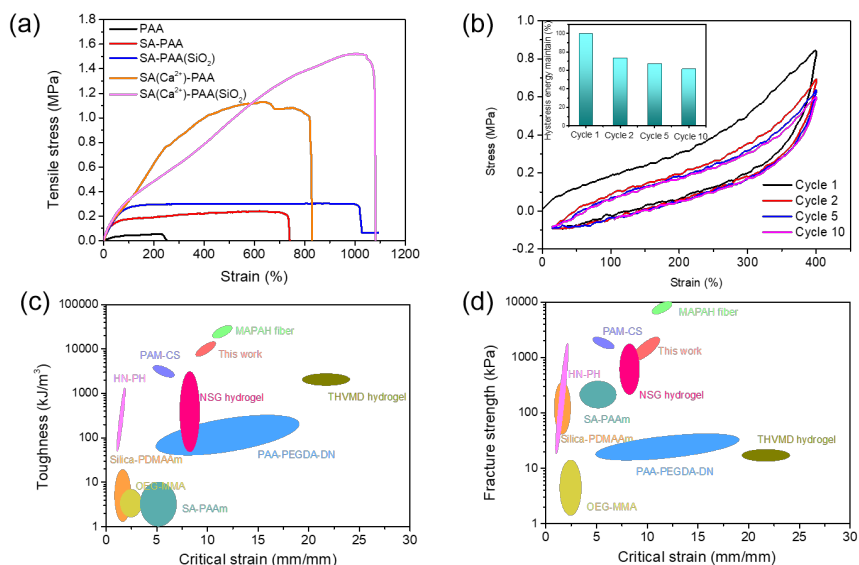 (a)
1.8
1.6
1.4
1.2
1.0
0.8
0.6
0.4
0.2
0.0
Tensile stress (MPa)
PAA
SA-PAA
SA-PAA(SiO₂)
SA(Ca²⁺)-PAA
SA(Ca²⁺)-PAA(SiO₂)
0 200 400 600 800 1000 1200
Strain (%)
(b)
1.0
0.8
0.6
0.4
0.2
0.0
-0.2
Stress (MPa)
Hysteresis energy maintain (%)
100
80
60
40
20
0
Cycle 1 Cycle 2 Cycle 5 Cycle 10
Cycle 1
Cycle 2
Cycle 5
Cycle 10
0 100 200 300 400
Strain (%)
(c)
100000
10000
1000
100
10
1
Toughness (kJ/m³)
MAPAH fiber
This work
PAM-CS
HN-PH
NSG hydrogel
THVMD hydrogel
Silica-PDMAAm
PAA-PEGDA-DN
OEG-MMA
SA-PAAm
0 5 10 15 20 25 30
Critical strain (mm/mm)
(d)
10000
1000
100
10
1
Fracture strength (kPa)
MAPAH fiber
PAM-CS
This work
HN-PH
NSG hydrogel
SA-PAAm
Silica-PDMAAm
THVMD hydrogel
PAA-PEGDA-DN
OEG-MMA
0 5 10 15 20 25 30
Critical strain (mm/mm)